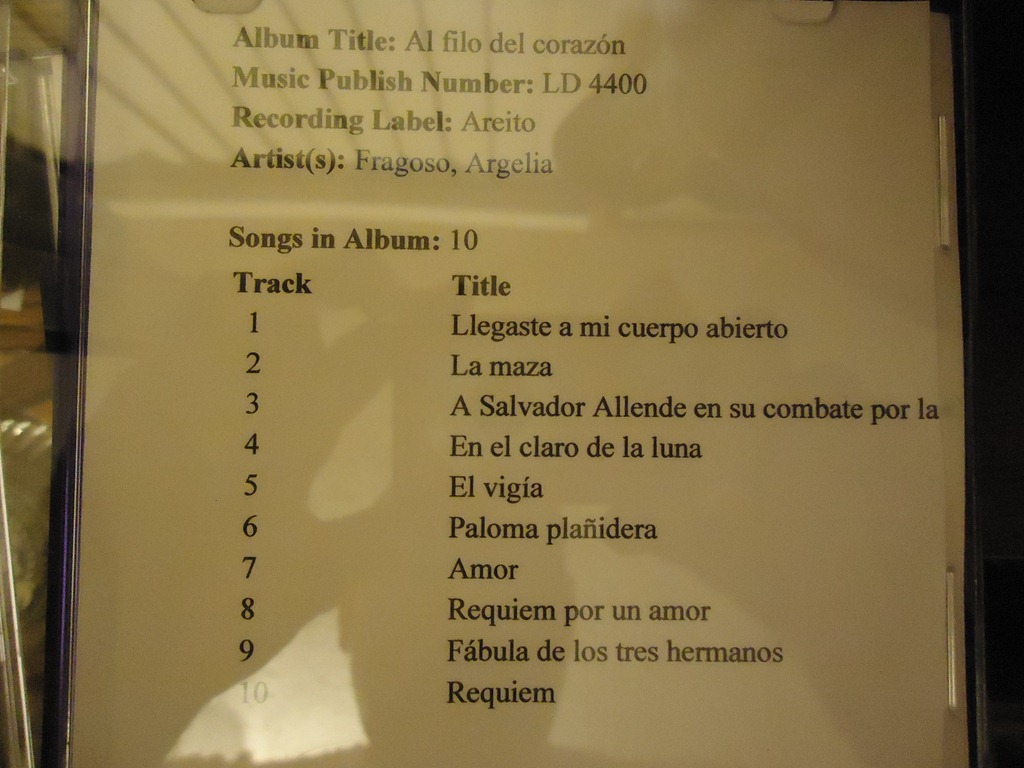 Album Title: Al filo del corazón
Music Publish Number: LD 4400
Recording Label: Areito
Artist(s): Fragoso, Argelia
Songs in Album: 10
Track Title
1 Llegaste a mi cuerpo abierto
2 La maza
3 A Salvador Allende en su combate por la
4 En el claro de la luna
5 El vigía
6 Paloma plañidera
7 Amor
8 Requiem por un amor
9 Fábula de los tres hermanos
10 Requiem